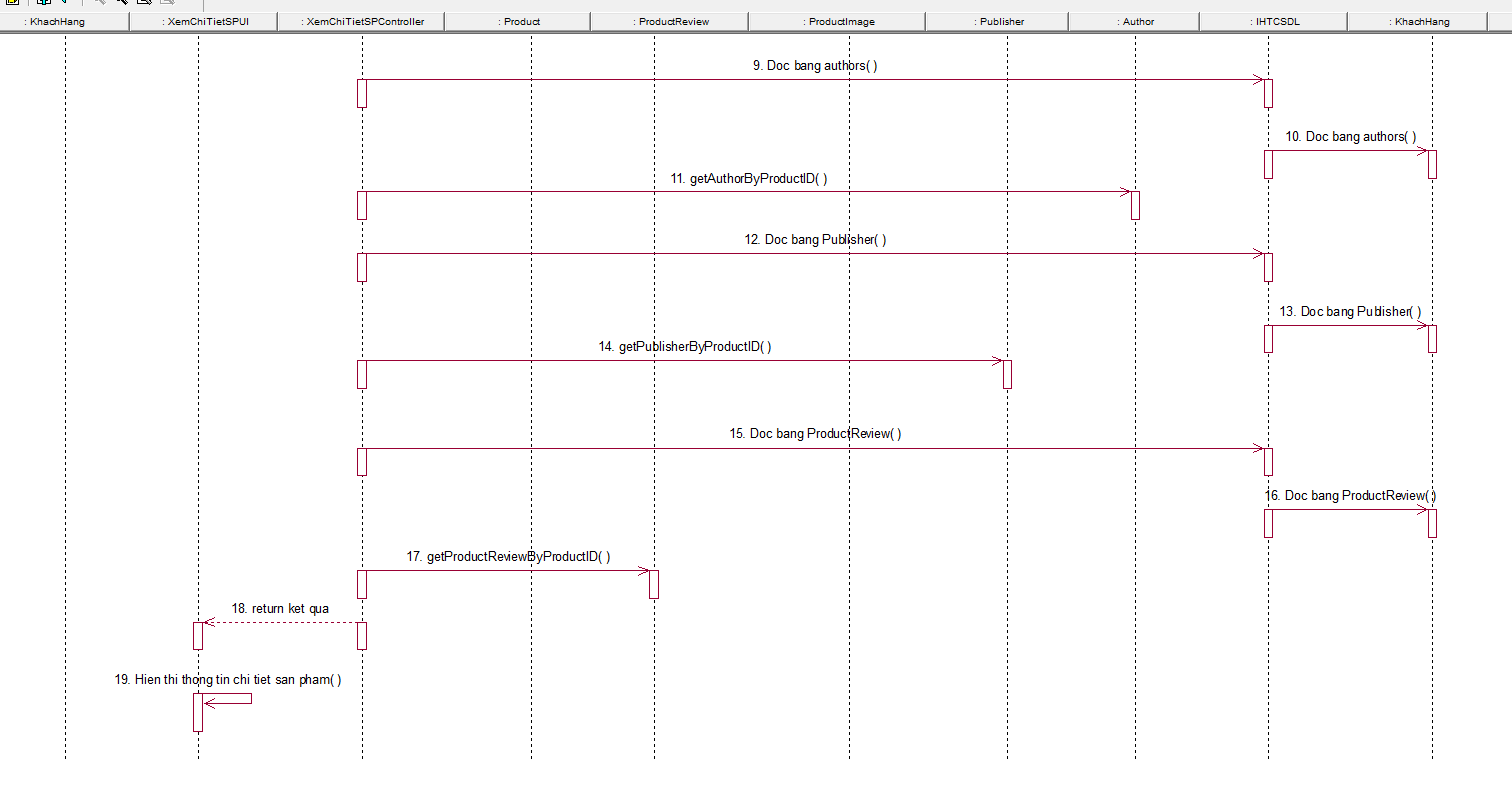 : KhachHang
: XemChiTietSPUI
: XemChiTietSPController
: Product
: ProductReview
: ProductImage
: Publisher
: Author
: IHTCSDL
: KhachHang
9. Doc bang authors( )
10. Doc bang authors( )
11. getAuthorByProductID( )
12. Doc bang Publisher( )
13. Doc bang Publisher( )
14. getPublisherByProductID( )
15. Doc bang ProductReview( )
16. Doc bang ProductReview( )
17. getProductReviewByProductID( )
18. return ket qua
19. Hien thi thong tin chi tiet san pham( )